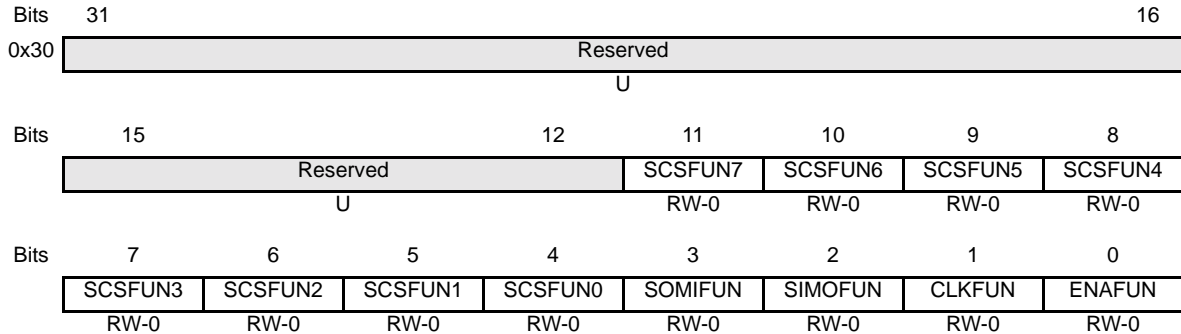 Bits 31 16
0x30 Reserved
U
Bits 15 12 11 10 9 8
Reserved SCSFUN7 SCSFUN6 SCSFUN5 SCSFUN4
U RW-0 RW-0 RW-0 RW-0
Bits 7 6 5 4 3 2 1 0
SCSFUN3 SCSFUN2 SCSFUN1 SCSFUN0 SOMIFUN SIMOFUN CLKFUN ENAFUN
RW-0 RW-0 RW-0 RW-0 RW-0 RW-0 RW-0 RW-0